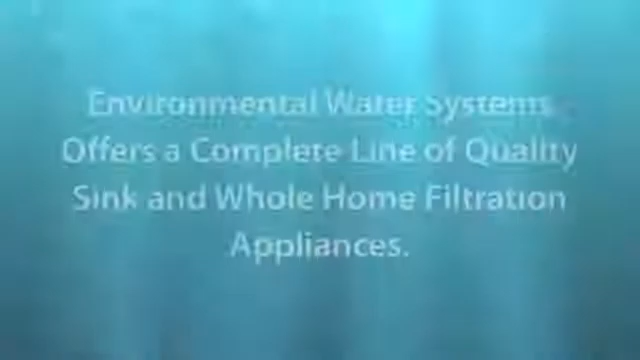 Environmental Water Systems
Offers a Complete Line of Quality
Sink and Whole Home Filtration
Appliances.